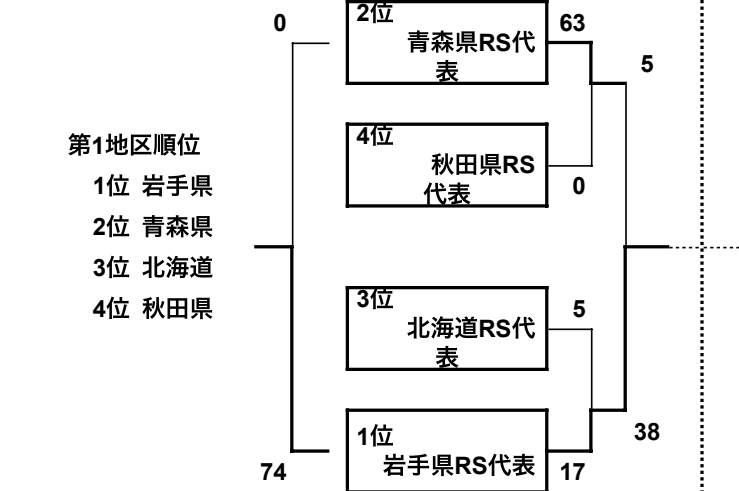 0
2位
63
青森県RS代
表
5
第1地区順位
4位
秋田県RS
代表
0
1位 岩手県
2位 青森県
3位 北海道
4位 秋田県
3位
5
北海道RS代
表
1位
38
岩手県RS代表
74
17